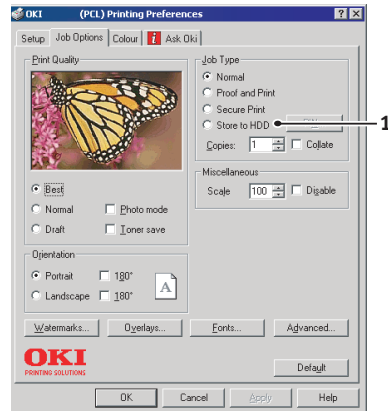 OKI (PCL) Printing Preferences
Setup Job Options Colour i Ask Oki
Print Quality
Best
Normal Photo mode
Draft Toner save
Orientation
Portrait 180°
Landscape 180°
A
Job Type
Normal
Proof and Print
Secure Print
Store to HDD
1
Copies: 1 Collate
Miscellaneous
Scale 100 Disable
Watermarks... Overlays... Fonts... Advanced...
OKI
PRINTING SOLUTIONS
Default
OK Cancel Apply Help